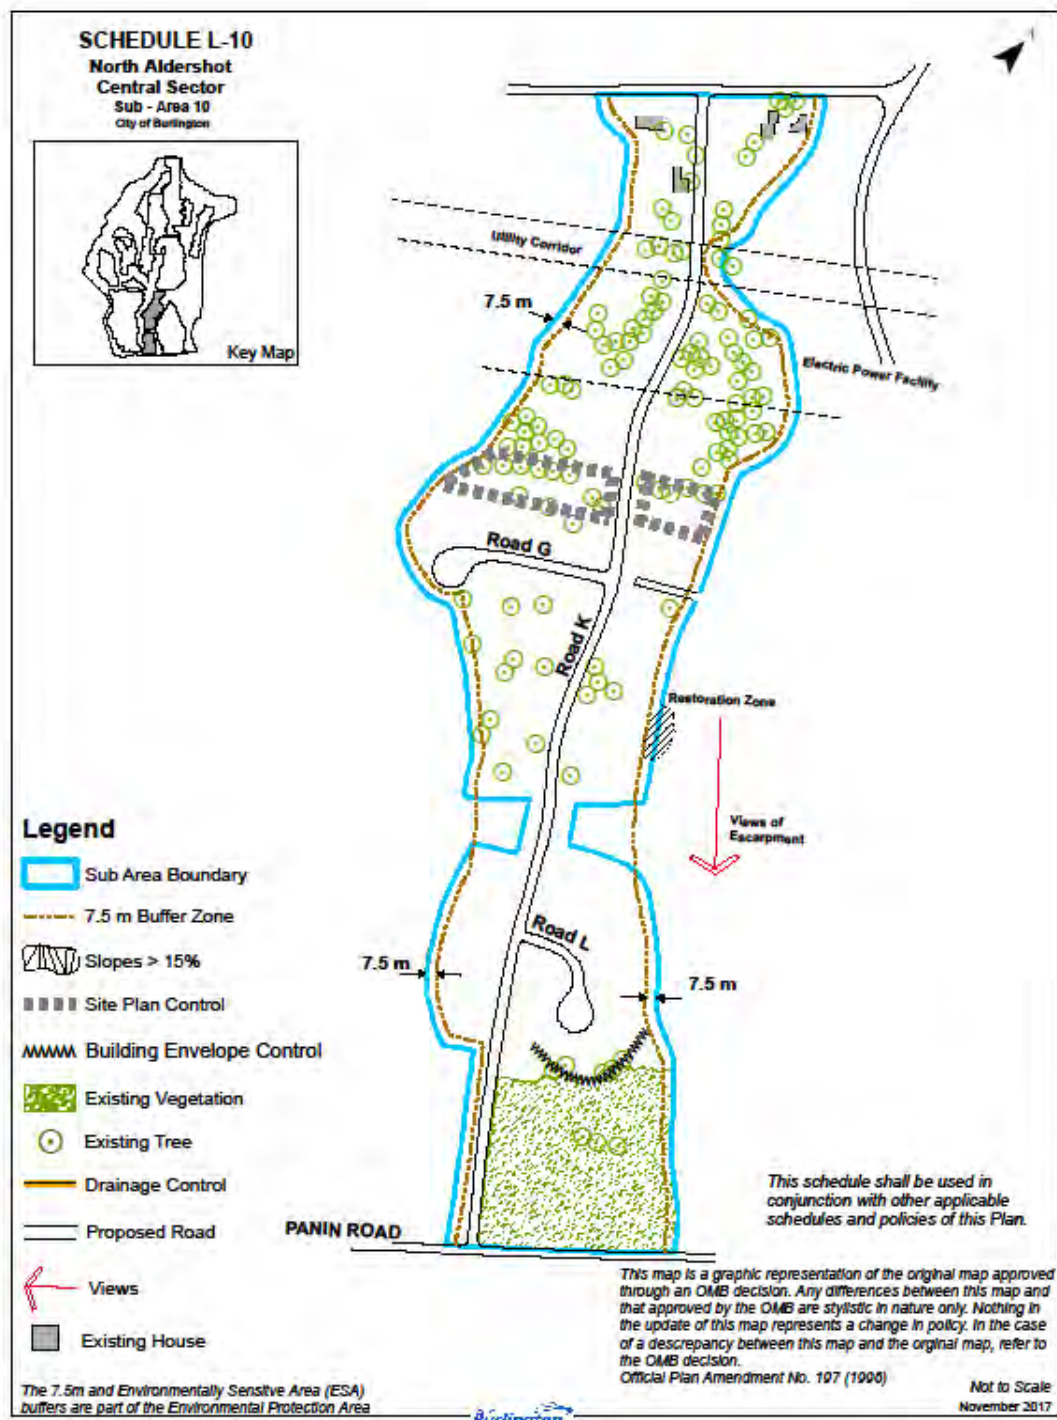 SCHEDULE L-10
North Aldershot
Central Sector
Sub - Area 10
City of Burlington
Key Map
Utility Corridor
7.5 m
Electric Power Facility
Road G
Road K
Restoration Zone
Views of
Escarpment
Road L
7.5 m
7.5 m
PANIN ROAD
Legend
Sub Area Boundary
7.5 m Buffer Zone
Slopes > 15%
Site Plan Control
Building Envelope Control
Existing Vegetation
Existing Tree
Drainage Control
Proposed Road
Views
Existing House
The 7.5m and Environmentally Sensitve Area (ESA)
buffers are part of the Environmental Protection Area
This schedule shall be used in
conjunction with other applicable
schedules and policies of this Plan.
This map is a graphic representation of the original map approved
through an OMB decision. Any differences between this map and
that approved by the OMB are stylistic in nature only. Nothing in
the update of this map represents a change in policy. In the case
of a descrepancy between this map and the orginal map, refer to
the OMB decision.
Official Plan Amendment No. 197 (1996)
Not to Scale
November 2017
Burlington